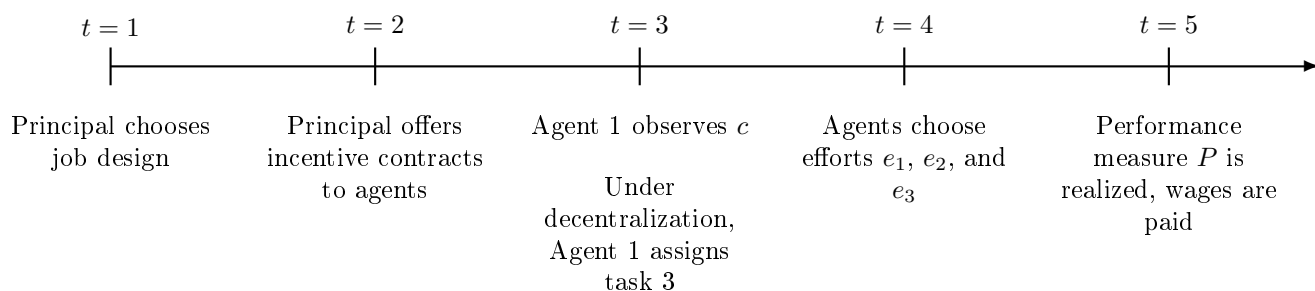 t = 1
t = 2
t = 3
t = 4
t = 5
Principal chooses
job design
Principal offers
incentive contracts
to agents
Agent 1 observes c
Under
decentralization,
Agent 1 assigns
task 3
Agents choose
efforts e₁, e₂, and
e₃
Performance
measure P is
realized, wages are
paid